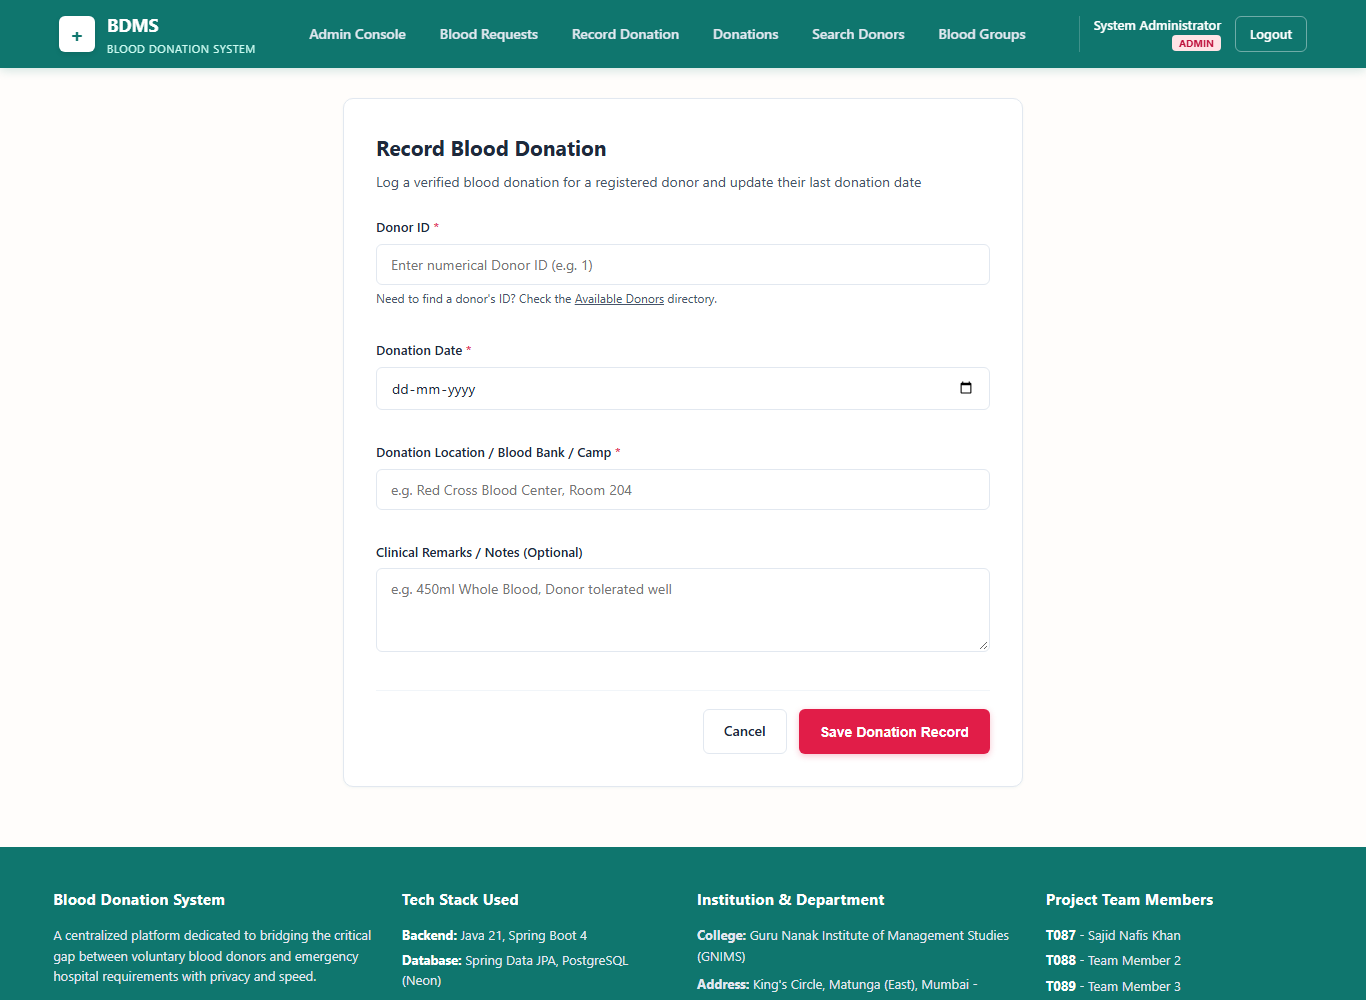 +
BDMS
BLOOD DONATION SYSTEM
Admin Console
Blood Requests
Record Donation
Donations
Search Donors
Blood Groups
System Administrator
ADMIN
Logout
Record Blood Donation
Log a verified blood donation for a registered donor and update their last donation date
Donor ID *
Enter numerical Donor ID (e.g. 1)
Need to find a donor's ID? Check the Available Donors directory.
Donation Date *
dd-mm-yyyy
Donation Location / Blood Bank / Camp *
e.g. Red Cross Blood Center, Room 204
Clinical Remarks / Notes (Optional)
e.g. 450ml Whole Blood, Donor tolerated well
Cancel
Save Donation Record
Blood Donation System
A centralized platform dedicated to bridging the critical
gap between voluntary blood donors and emergency
hospital requirements with privacy and speed.
Tech Stack Used
Backend: Java 21, Spring Boot 4
Database: Spring Data JPA, PostgreSQL
(Neon)
Institution & Department
College: Guru Nanak Institute of Management Studies
(GNIMS)
Address: King's Circle, Matunga (East), Mumbai -
Project Team Members
T087 - Sajid Nafis Khan
T088 - Team Member 2
T089 - Team Member 3